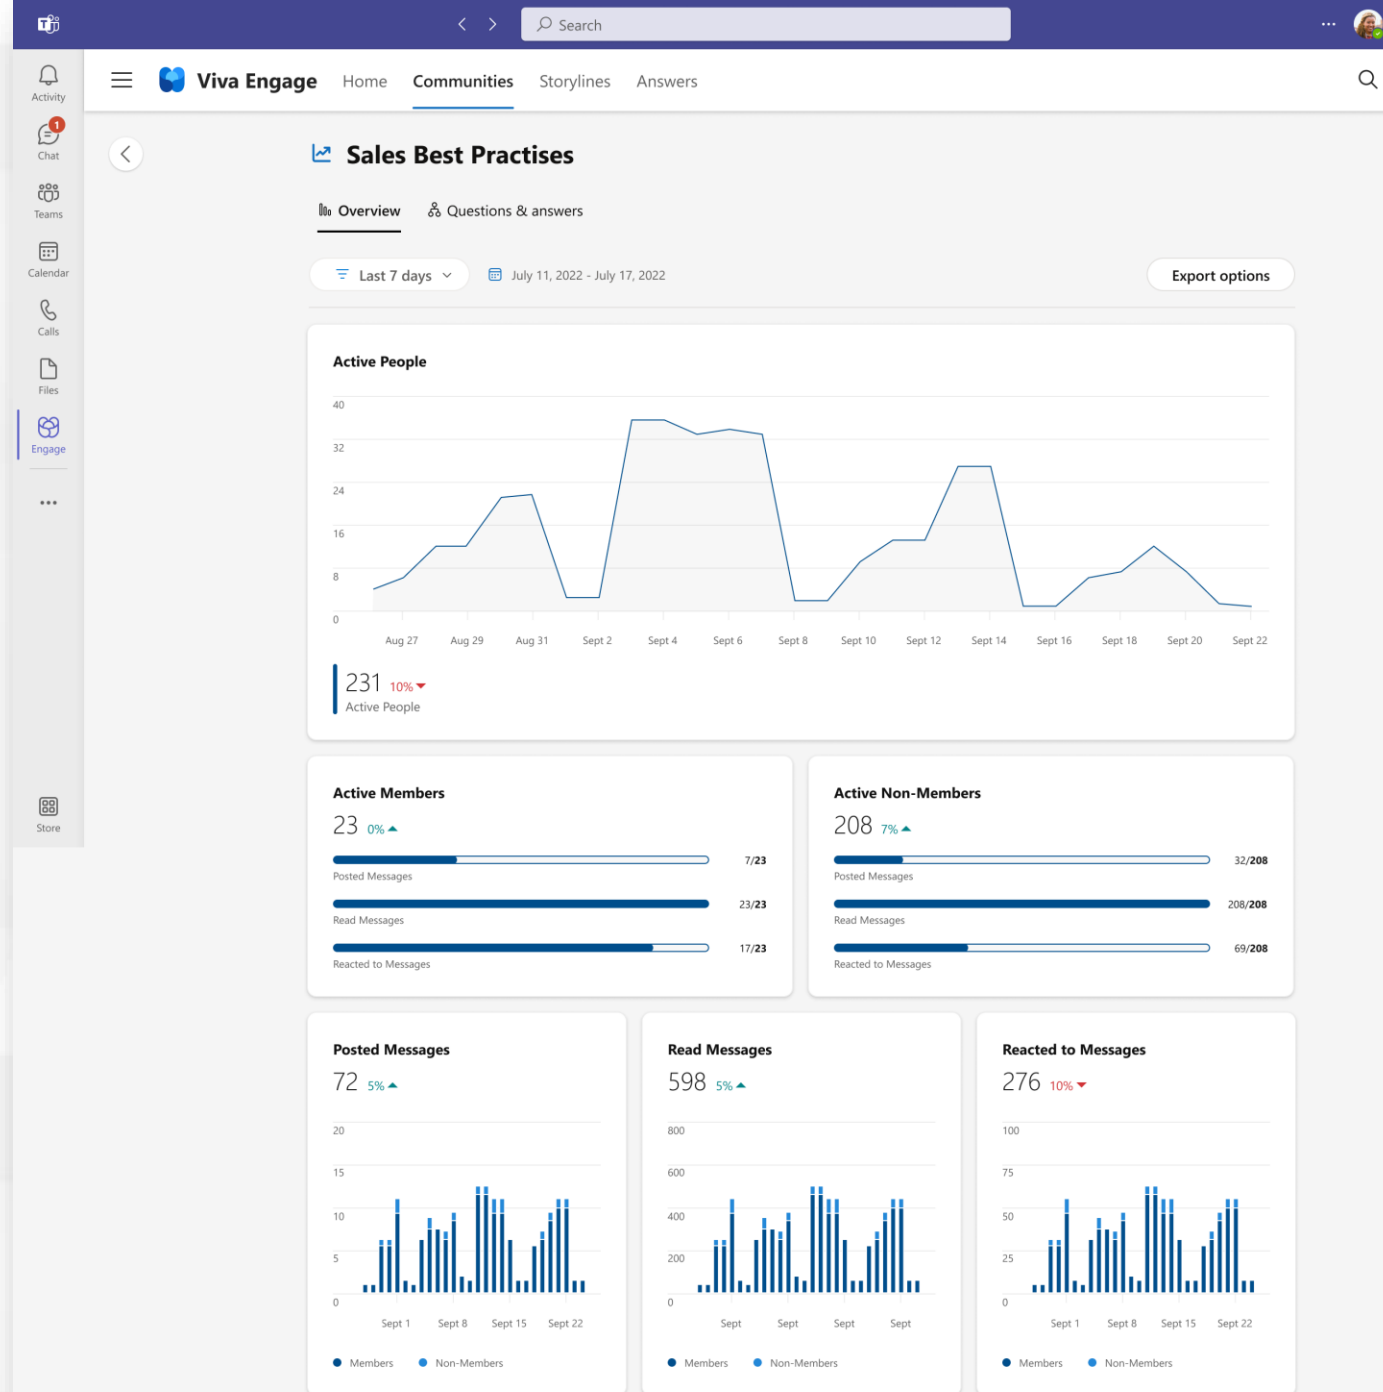 Search
Activity
1
Chat
Teams
Calendar
Calls
Files
Engage
Store
Viva Engage
Home
Communities
Storylines
Answers
Sales Best Practises
Overview
Questions & answers
Last 7 days
July 11, 2022 - July 17, 2022
Export options
Active People
40
32
24
16
8
0
Aug 27 Aug 29 Aug 31 Sept 2 Sept 4 Sept 6 Sept 8 Sept 10 Sept 12 Sept 14 Sept 16 Sept 18 Sept 20 Sept 22
231 10%
Active People
Active Members
23 0%
7/23
Posted Messages
23/23
Read Messages
17/23
Reacted to Messages
Active Non-Members
208 7%
32/208
Posted Messages
208/208
Read Messages
69/208
Reacted to Messages
Posted Messages
72 5%
20
15
10
5
0
Sept 1 Sept 8 Sept 15 Sept 22
Members Non-Members
Read Messages
598 5%
800
600
400
200
0
Sept Sept Sept Sept
Members Non-Members
Reacted to Messages
276 10%
100
75
50
25
0
Sept 1 Sept 8 Sept 15 Sept 22
Members Non-Members